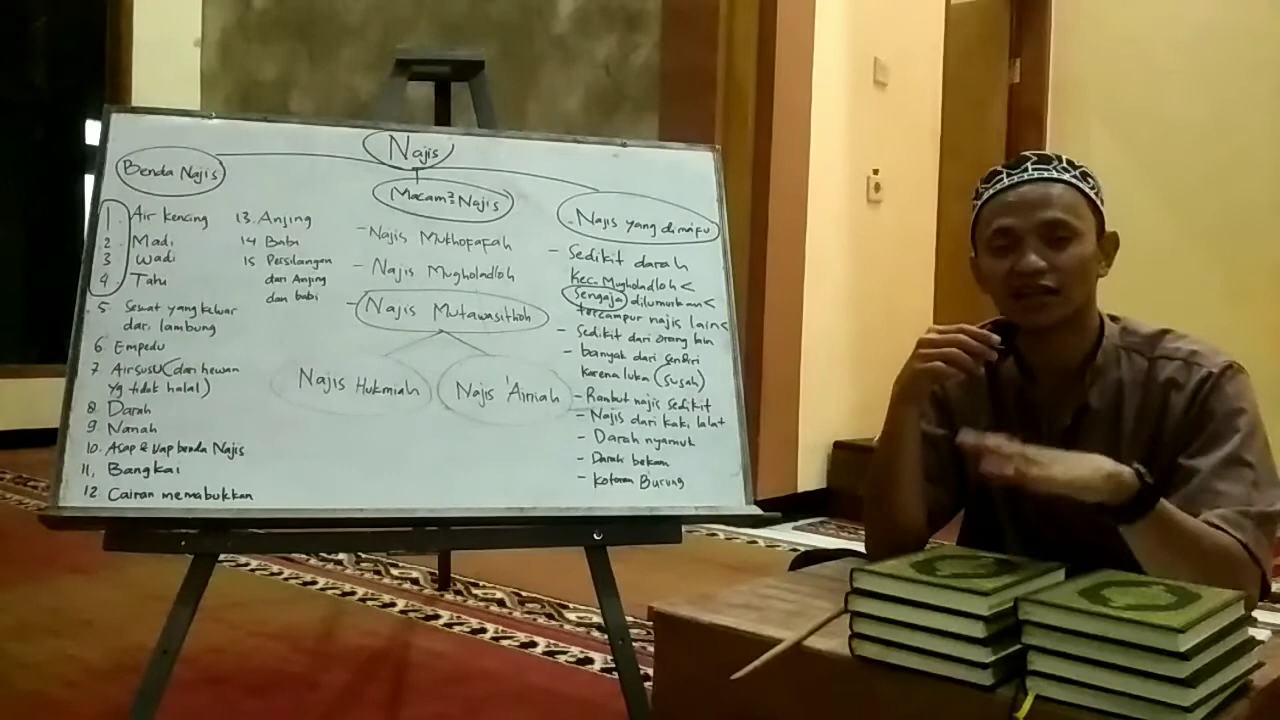 Najis
Benda Najis
1. Air kencing
2 Madi
3 Wadi
4 Tahi
5. Sesuat yang keluar
dari lambung
6 Empedu
7 Air susu (dari hewan
yg tidak halal)
8. Darah
9. Nanah
10. Asap & Uap benda Najis
11, Bangkai
12. Cairan memabukkan
13. Anjing
14 Babi
15 Persilangan
dari Anjing
dan babi
Macam²= Najis
- Najis Mukhofafah
- Najis Mugholadloh
- Najis Mutawasithoh
Najis Hukmiah
Najis 'Ainiah
Najis yang dima'fu
- Sedikit darah
kec. Mugholadloh <
Sengaja dilumurkan <
tercampur najis lain <
- Sedikit dari orang lain
- banyak dari sendiri
karena luka (susah)
- Rambut najis sedikit
- Najis dari kaki lalat
- Darah nyamuk
- Darah bekam
- kotoran Burung